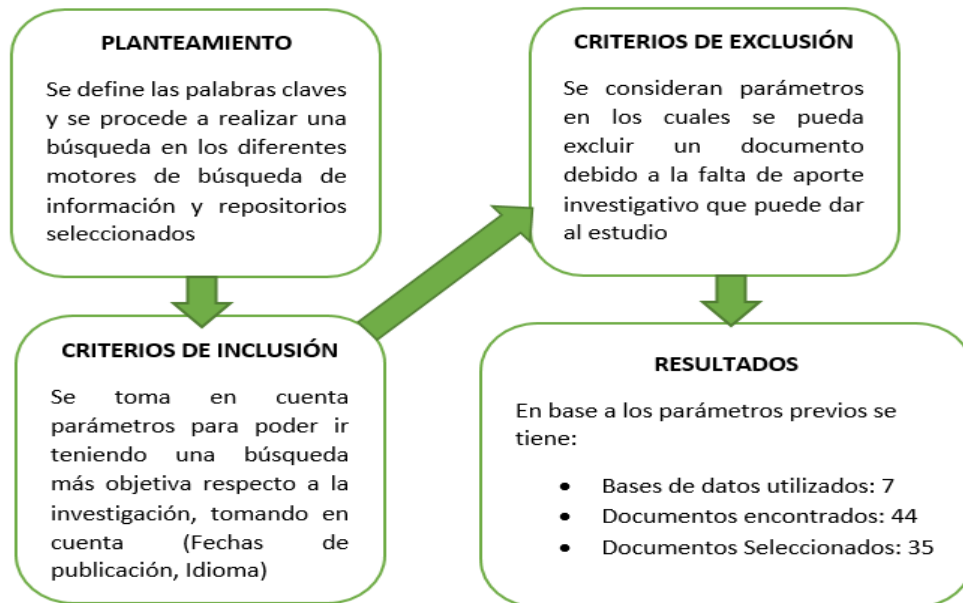 PLANTEAMIENTO
Se define las palabras claves
y se procede a realizar una
búsqueda en los diferentes
motores de búsqueda de
información y repositorios
seleccionados
CRITERIOS DE INCLUSIÓN
Se toma en cuenta
parámetros para poder ir
teniendo una búsqueda
más objetiva respecto a la
investigación, tomando en
cuenta (Fechas de
publicación, Idioma)
CRITERIOS DE EXCLUSIÓN
Se consideran parámetros
en los cuales se pueda
excluir un documento
debido a la falta de aporte
investigativo que puede dar
al estudio
RESULTADOS
En base a los parámetros previos se
tiene:
• Bases de datos utilizados: 7
• Documentos encontrados: 44
• Documentos Seleccionados: 35